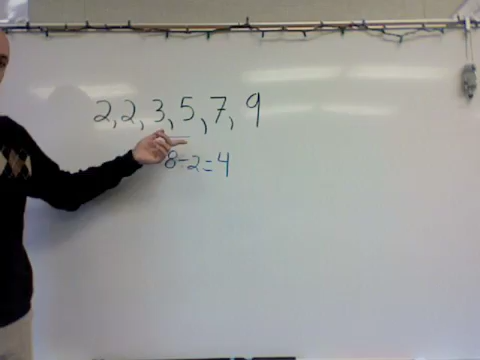 2, 2, 3, 5, 7, 9
8÷2=4